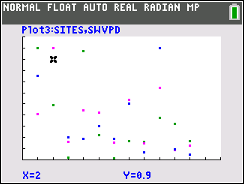 NORMAL FLOAT AUTO REAL RADIAN MP
Plot3:SITES,SWVPD
X=2 Y=0.9